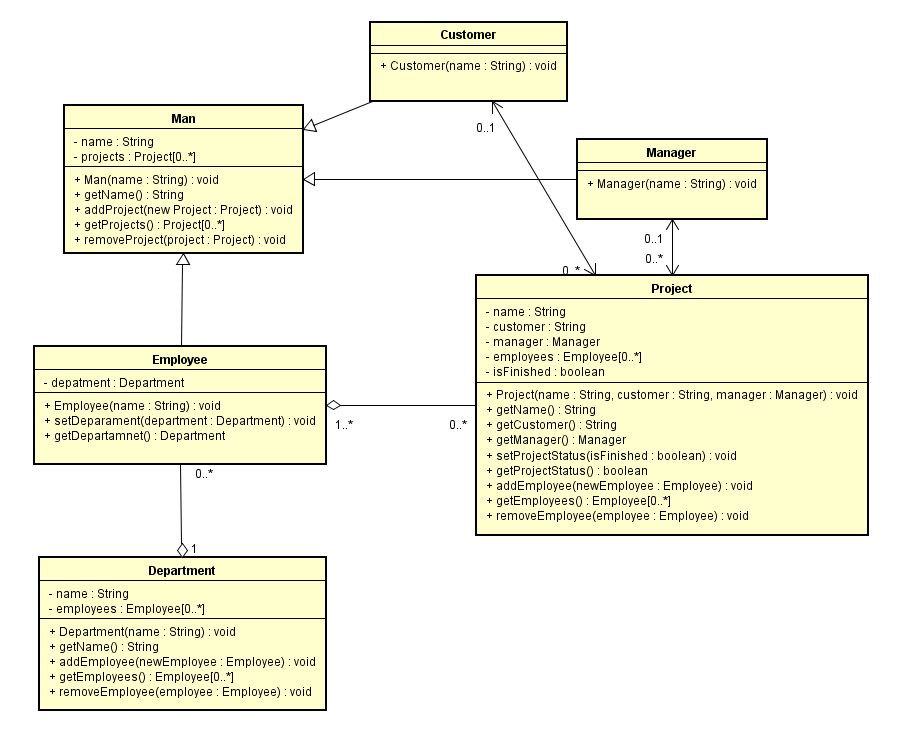 Customer
+ Customer(name : String) : void
Man
- name : String
- projects : Project[0..*]
+ Man(name : String) : void
+ getName() : String
+ addProject(new Project : Project) : void
+ getProjects() : Project[0..*]
+ removeProject(project : Project) : void
0..1
Manager
+ Manager(name : String) : void
0..1
0..*
0..*
Project
- name : String
- customer : String
- manager : Manager
- employees : Employee[0..*]
- isFinished : boolean
+ Project(name : String, customer : String, manager : Manager) : void
+ getName() : String
+ getCustomer() : String
+ getManager() : Manager
+ setProjectStatus(isFinished : boolean) : void
+ getProjectStatus() : boolean
+ addEmployee(newEmployee : Employee) : void
+ getEmployees() : Employee[0..*]
+ removeEmployee(employee : Employee) : void
Employee
- depatment : Department
+ Employee(name : String) : void
+ setDeparament(department : Department) : void
+ getDepartamnet() : Department
1..*
0..*
0..*
1
Department
- name : String
- employees : Employee[0..*]
+ Department(name : String) : void
+ getName() : String
+ addEmployee(newEmployee : Employee) : void
+ getEmployees() : Employee[0..*]
+ removeEmployee(employee : Employee) : void